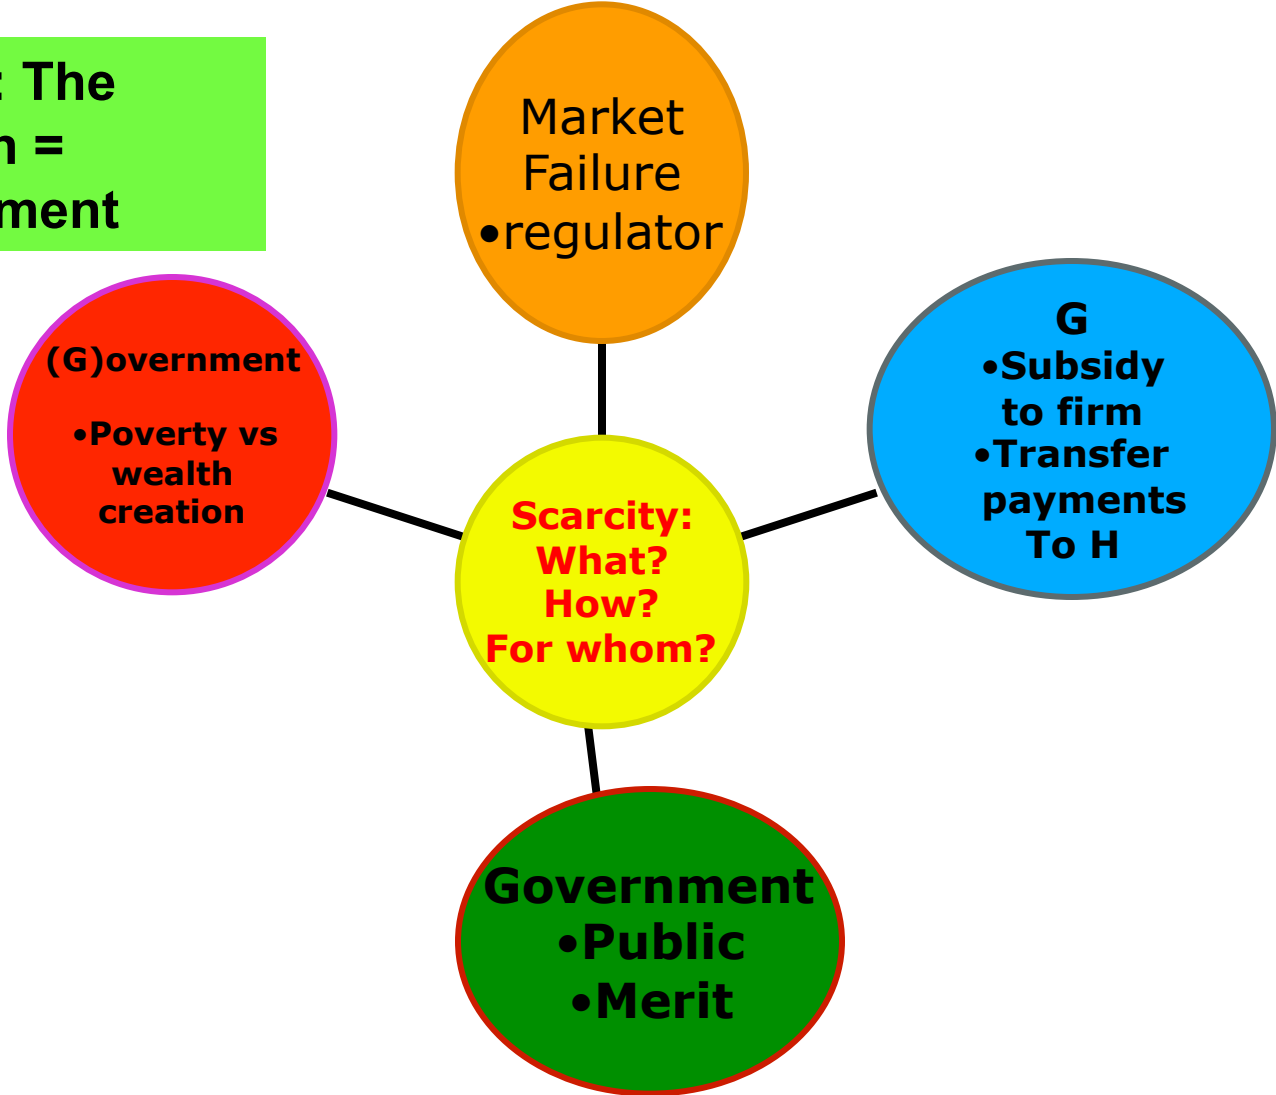 : The
n =
ment
Market
Failure
•regulator
(G)overnment
•Poverty vs
wealth
creation
G
•Subsidy
to firm
•Transfer
payments
To H
Scarcity:
What?
How?
For whom?
Government
•Public
•Merit